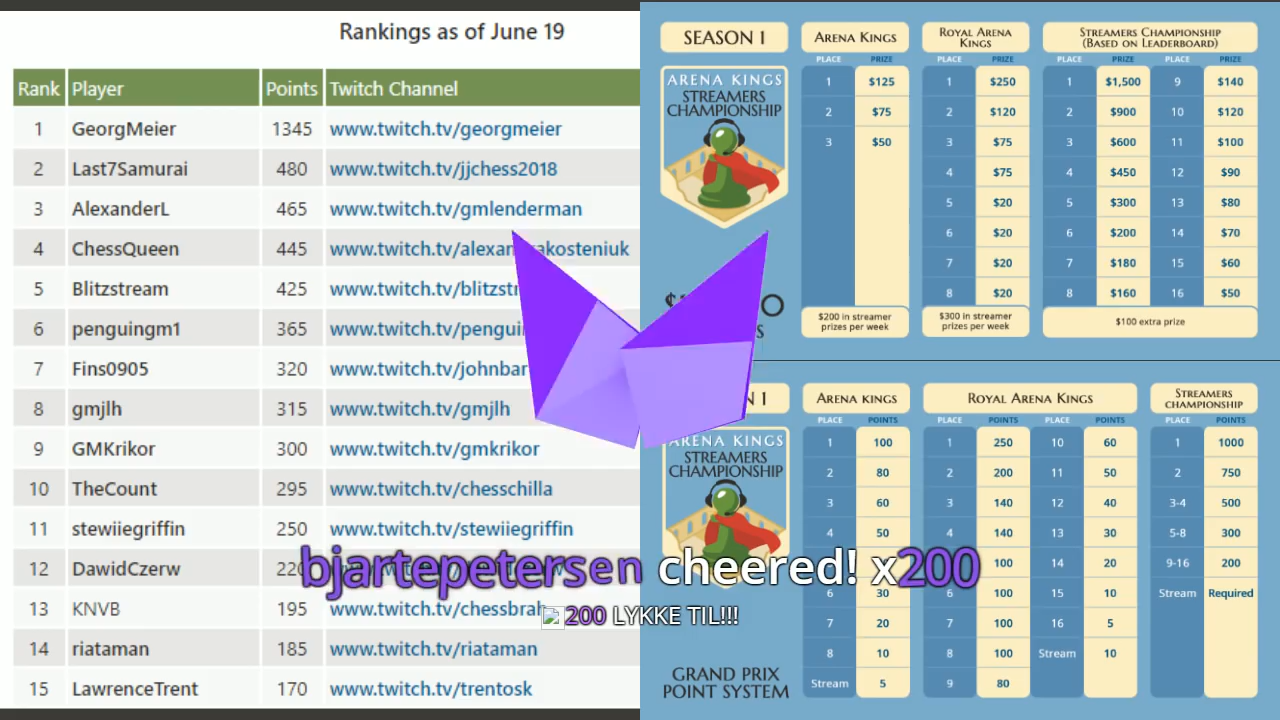 Rankings as of June 19
Rank Player Points Twitch Channel
1 GeorgMeier 1345 www.twitch.tv/georgmeier
2 Last7Samurai 480 www.twitch.tv/jjchess2018
3 AlexanderL 465 www.twitch.tv/gmlenderman
4 ChessQueen 445
5 Blitzstream 425
6 penguingm1 365
7 Fins0905 320
8 gmjlh 315 www.twitch.tv/gmjlh
9 GMKrikor 300 www.twitch.tv/gmkrikor
10 TheCount 295 www.twitch.tv/chesschilla
11 stewiiegriffin 250 www.twitch.tv/stewiiegriffin
12 DawidCzerw
13 KNVB 195
14 riataman 185 www.twitch.tv/riataman
15 LawrenceTrent 170 www.twitch.tv/trentosk
bjartepetersen cheered! x200
200 LYKKE TIL!!!
SEASON 1
ARENA KINGS
STREAMERS
CHAMPIONSHIP
$200 in streamer
prizes per week
ARENA KINGS
PLACE PRIZE
1 $125
2 $75
3 $50
ROYAL ARENA
KINGS
PLACE PRIZE
1 $250
2 $120
3 $75
4 $75
5 $20
6 $20
7 $20
8 $20
$300 in streamer
prizes per week
STREAMERS CHAMPIONSHIP
(BASED ON LEADERBOARD)
PLACE PRIZE PLACE PRIZE
1 $1,500 9 $140
2 $900 10 $120
3 $600 11 $100
4 $450 12 $90
5 $300 13 $80
6 $200 14 $70
7 $180 15 $60
8 $160 16 $50
$100 extra prize
ARENA KINGS
STREAMERS
CHAMPIONSHIP
GRAND PRIX
POINT SYSTEM
ARENA KINGS
PLACE POINTS
1 100
2 80
3 60
4 50
6 30
7 20
8 10
Stream 5
ROYAL ARENA KINGS
PLACE POINTS PLACE POINTS
1 250 10 60
2 200 11 50
3 140 12 40
4 140 13 30
100 14 20
6 100 15 10
7 100 16 5
8 100 Stream 10
9 80
STREAMERS
CHAMPIONSHIP
PLACE POINTS
1 1000
2 750
3-4 500
5-8 300
9-16 200
Stream Required